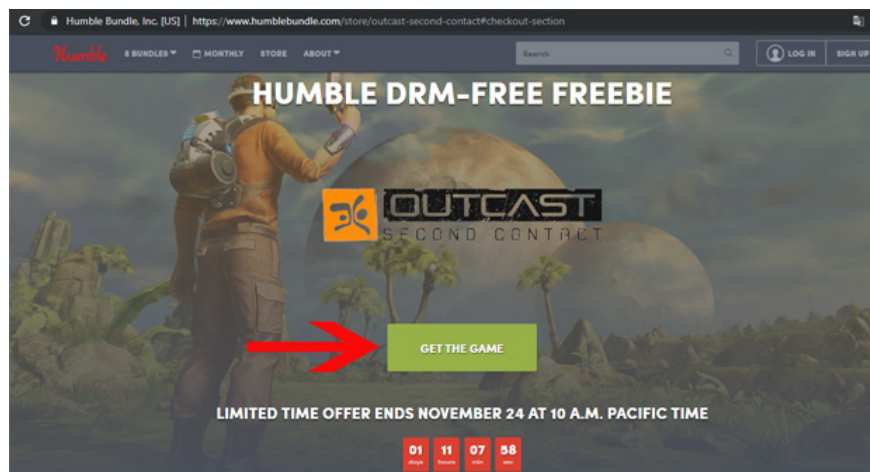 Humble Bundle, Inc. [US] | https://www.humblebundle.com/store/outcast-second-contact#checkout-section
Humble 8 BUNDLES MONTHLY STORE ABOUT Search LOG IN SIGN UP
HUMBLE DRM-FREE FREEBIE
OUTCAST
SECOND CONTACT
GET THE GAME
LIMITED TIME OFFER ENDS NOVEMBER 24 AT 10 A.M. PACIFIC TIME
01 11 07 58
days hours min sec